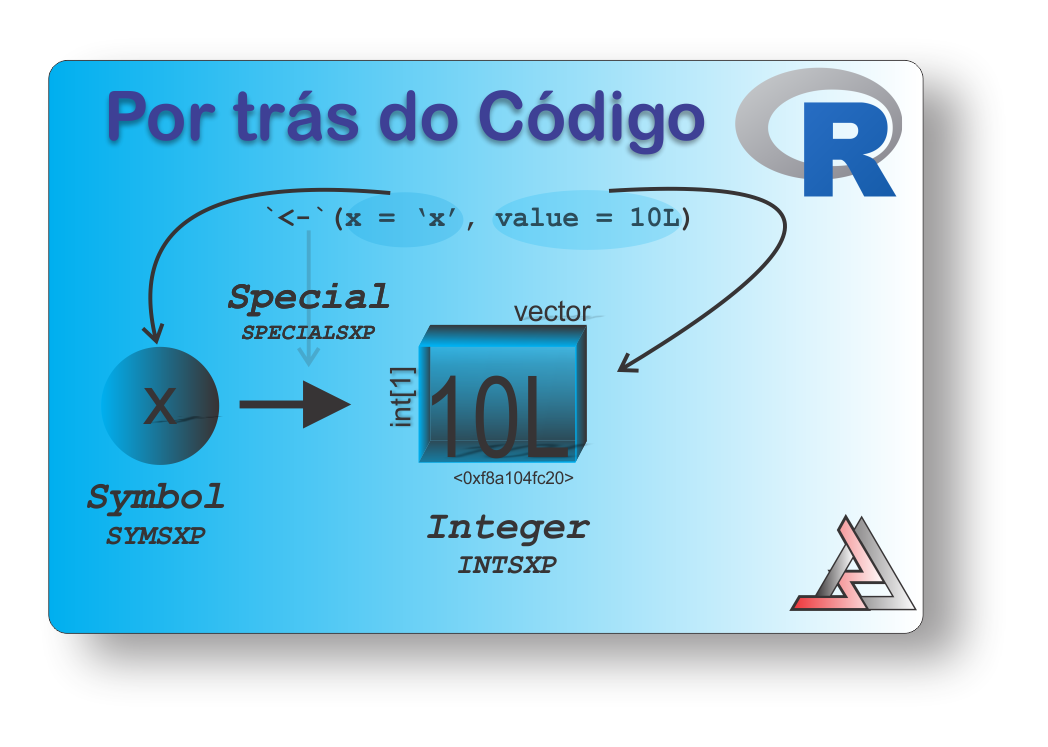 Por trás do Código
R
`<-`(x = ‘x’, value = 10L)
Special
SPECIALSXP
vector
int[1]
x
10L
<0xf8a104fc20>
Symbol
SYMSXP
Integer
INTSXP